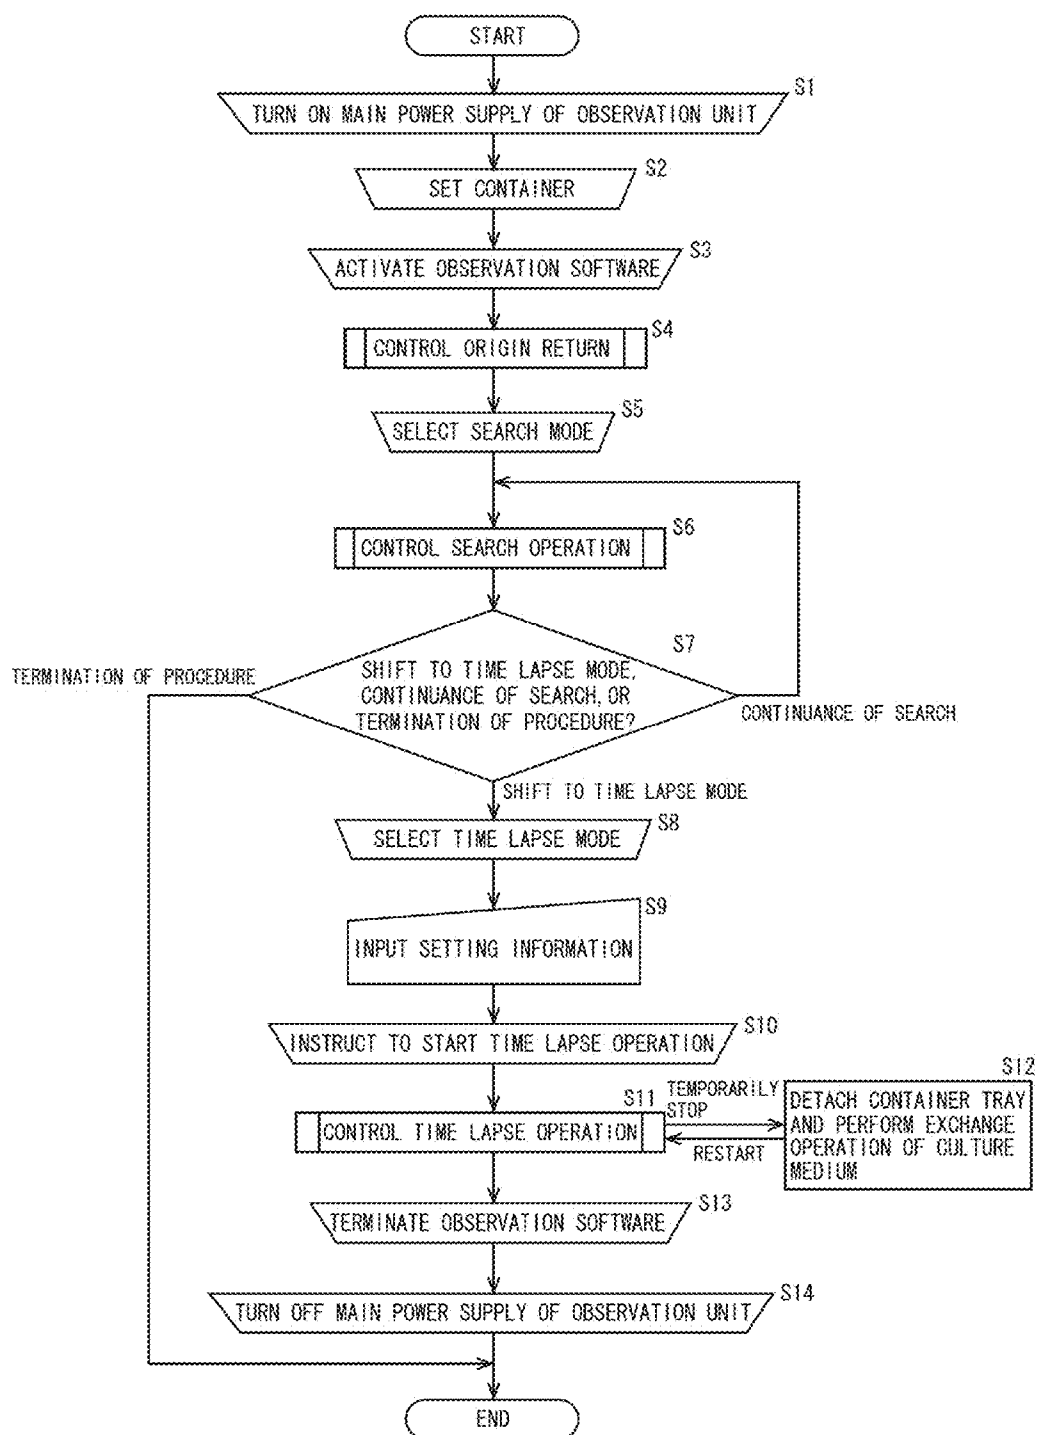 START
S1
TURN ON MAIN POWER SUPPLY OF OBSERVATION UNIT
S2
SET CONTAINER
S3
ACTIVATE OBSERVATION SOFTWARE
S4
CONTROL ORIGIN RETURN
S5
SELECT SEARCH MODE
S6
CONTROL SEARCH OPERATION
S7
TERMINATION OF PROCEDURE
SHIFT TO TIME LAPSE MODE,
CONTINUANCE OF SEARCH, OR
TERMINATION OF PROCEDURE?
CONTINUANCE OF SEARCH
SHIFT TO TIME LAPSE MODE
S8
SELECT TIME LAPSE MODE
S9
INPUT SETTING INFORMATION
S10
INSTRUCT TO START TIME LAPSE OPERATION
S11
CONTROL TIME LAPSE OPERATION
TEMPORARILY
STOP
RESTART
S12
DETACH CONTAINER TRAY
AND PERFORM EXCHANGE
OPERATION OF CULTURE
MEDIUM
S13
TERMINATE OBSERVATION SOFTWARE
S14
TURN OFF MAIN POWER SUPPLY OF OBSERVATION UNIT
END